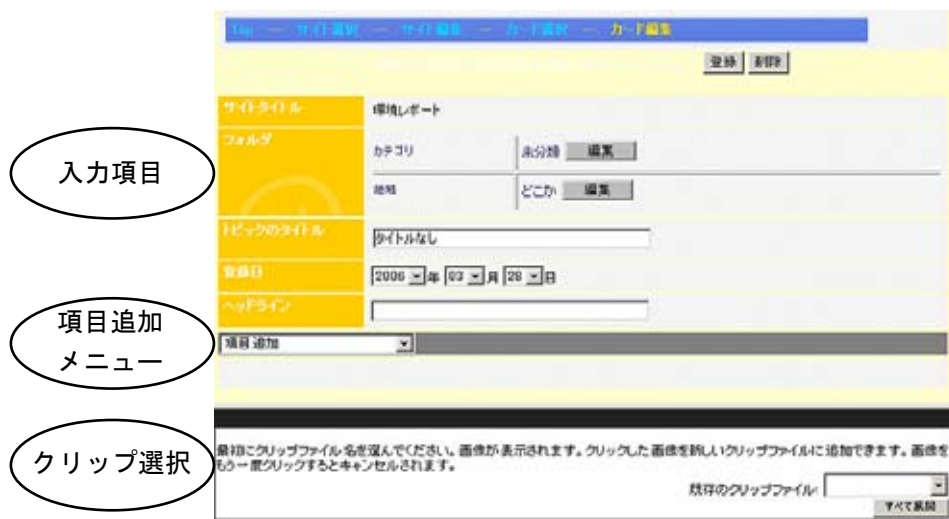 Top ― サイト選択 ― サイト編集 ― カード選択 ― カード編集
登録 削除
サイトタイトル 環境レポート
フォルダ
カテゴリ 未分類 編集
地域 どこか 編集
入力項目
トピックのタイトル タイトルなし
登録日 2006 年 03 月 28 日
ヘッドライン
項目追加
メニュー
項目追加
クリップ選択
最初にクリップファイル名を選んでください。画像が表示されます。クリックした画像を新しいクリップファイルに追加できます。画像を
もう一度クリックするとキャンセルされます。
既存のクリップファイル:
すべて展開